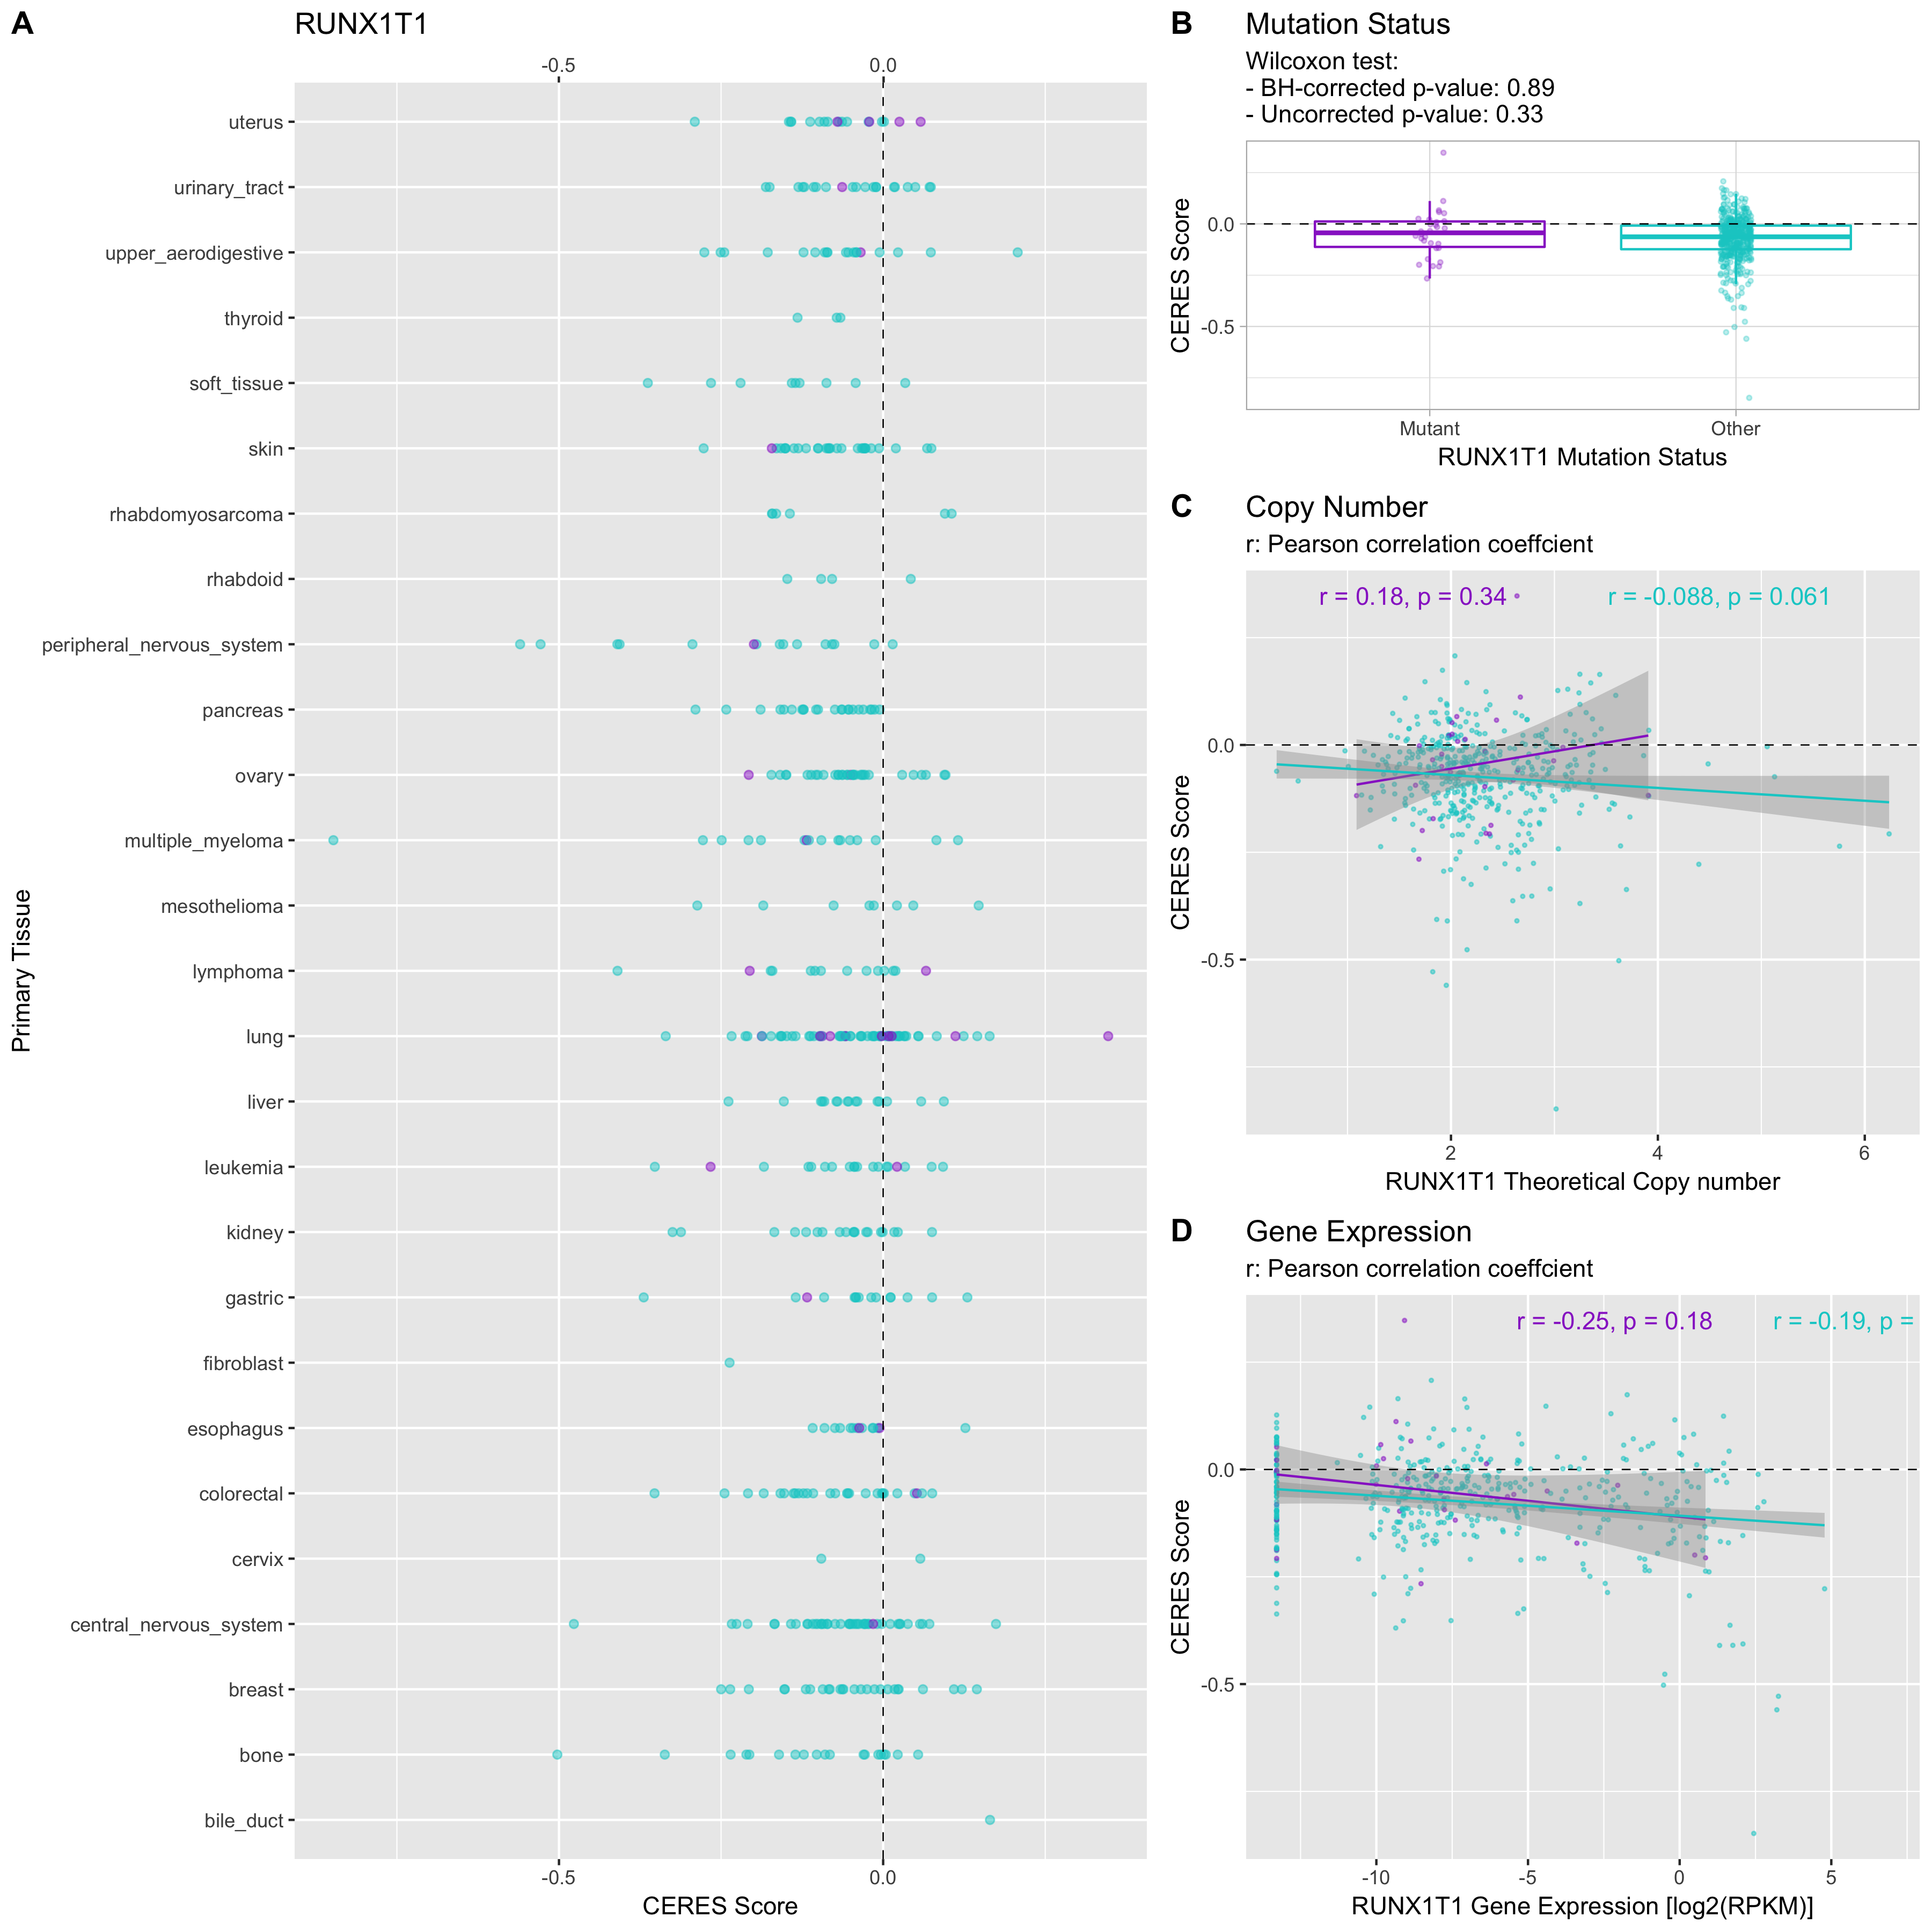 A
RUNX1T1
-0.5
0.0
uterus
urinary_tract
upper_aerodigestive
thyroid
soft_tissue
skin
rhabdomyosarcoma
rhabdoid
peripheral_nervous_system
pancreas
ovary
multiple_myeloma
mesothelioma
lymphoma
lung
liver
leukemia
kidney
gastric
fibroblast
esophagus
colorectal
cervix
central_nervous_system
breast
bone
bile_duct
Primary Tissue
-0.5
0.0
CERES Score
B
Mutation Status
Wilcoxon test:
- BH-corrected p-value: 0.89
- Uncorrected p-value: 0.33
CERES Score
0.0
-0.5
Mutant
Other
RUNX1T1 Mutation Status
C
Copy Number
r: Pearson correlation coeffcient
r = 0.18, p = 0.34
r = -0.088, p = 0.061
CERES Score
0.0
-0.5
2
4
6
RUNX1T1 Theoretical Copy number
D
Gene Expression
r: Pearson correlation coeffcient
r = -0.25, p = 0.18
r = -0.19, p =
CERES Score
0.0
-0.5
-10
-5
0
5
RUNX1T1 Gene Expression [log2(RPKM)]